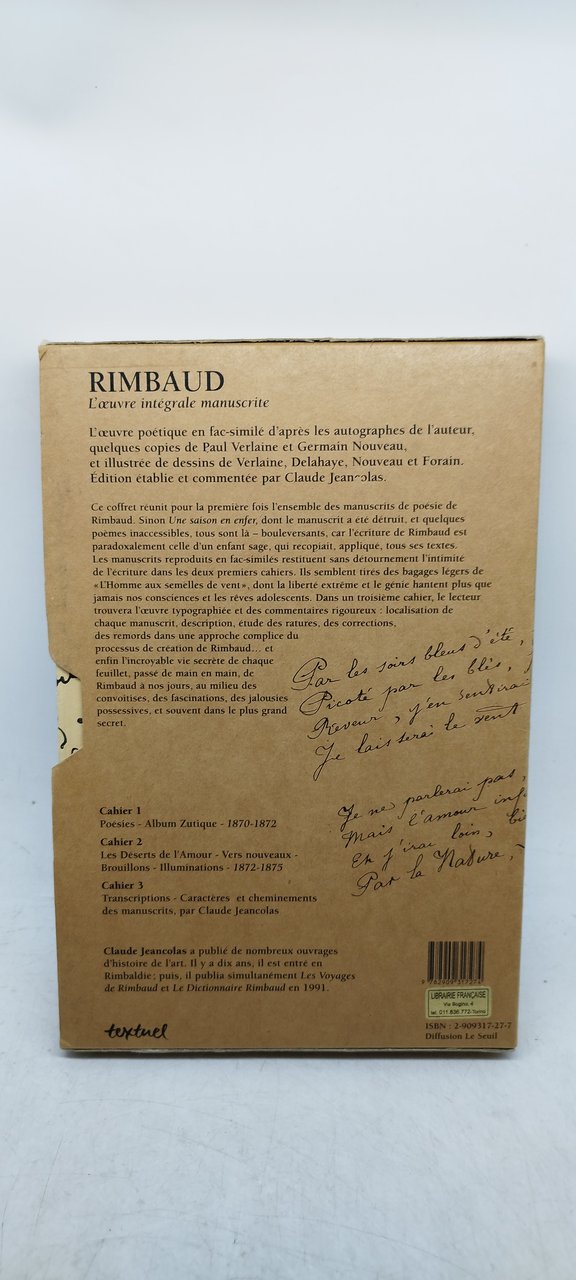 RIMBAUD
L'œuvre intégrale manuscrite
L'œuvre poétique en fac-similé d'après les autographes de l'auteur,
quelques copies de Paul Verlaine et Germain Nouveau,
et illustrée de dessins de Verlaine, Delahaye, Nouveau et Forain.
Édition établie et commentée par Claude Jeancolas.
Ce coffret réunit pour la première fois l'ensemble des manuscrits de poésie de
Rimbaud. Sinon Une saison en enfer, dont le manuscrit a été détruit, et quelques
poèmes inaccessibles, tous sont là – bouleversants, car l'écriture de Rimbaud est
paradoxalement celle d'un enfant sage, qui recopiait, appliqué, tous ses textes.
Les manuscrits reproduits en fac-similés restituent sans détournement l'intimité
de l'écriture dans les deux premiers cahiers. Ils semblent tirés des bagages légers de
«L'Homme aux semelles de vent», dont la liberté extrême et le génie hantent plus que
jamais nos consciences et les rêves adolescents. Dans un troisième cahier, le lecteur
trouvera l'œuvre typographiée et des commentaires rigoureux : localisation de
chaque manuscrit, description, étude des ratures, des corrections,
des remords dans une approche complice du
processus de création de Rimbaud... et
enfin l'incroyable vie secrète de chaque
feuillet, passé de main en main, de
Rimbaud à nos jours, au milieu des
convoitises, des fascinations, des jalousies
possessives, et souvent dans le plus grand
secret.
Par les soirs bleus d'été,
Picoté par les blés,
Rêveur, j'en sentirai
Je laisserai le vent
Je ne parlerai pas,
Mais l'amour inf
Et j'irai loin, bi
Par la Nature,
Cahier 1
Poésies - Album Zutique - 1870-1872
Cahier 2
Les Déserts de l'Amour - Vers nouveaux -
Brouillons - Illuminations - 1872-1875
Cahier 3
Transcriptions - Caractères et cheminements
des manuscrits, par Claude Jeancolas
Claude Jeancolas a publié de nombreux ouvrages
d'histoire de l'art. Il y a dix ans, il est entré en
Rimbaldie ; puis, il publia simultanément Les Voyages
de Rimbaud et Le Dictionnaire Rimbaud en 1991.
textuel
9 782909 317274
LIBRAIRIE FRANÇAISE
Via Bogino, 4
tel. 011.836.772-Torino
ISBN : 2-909317-27-7
Diffusion Le Seuil